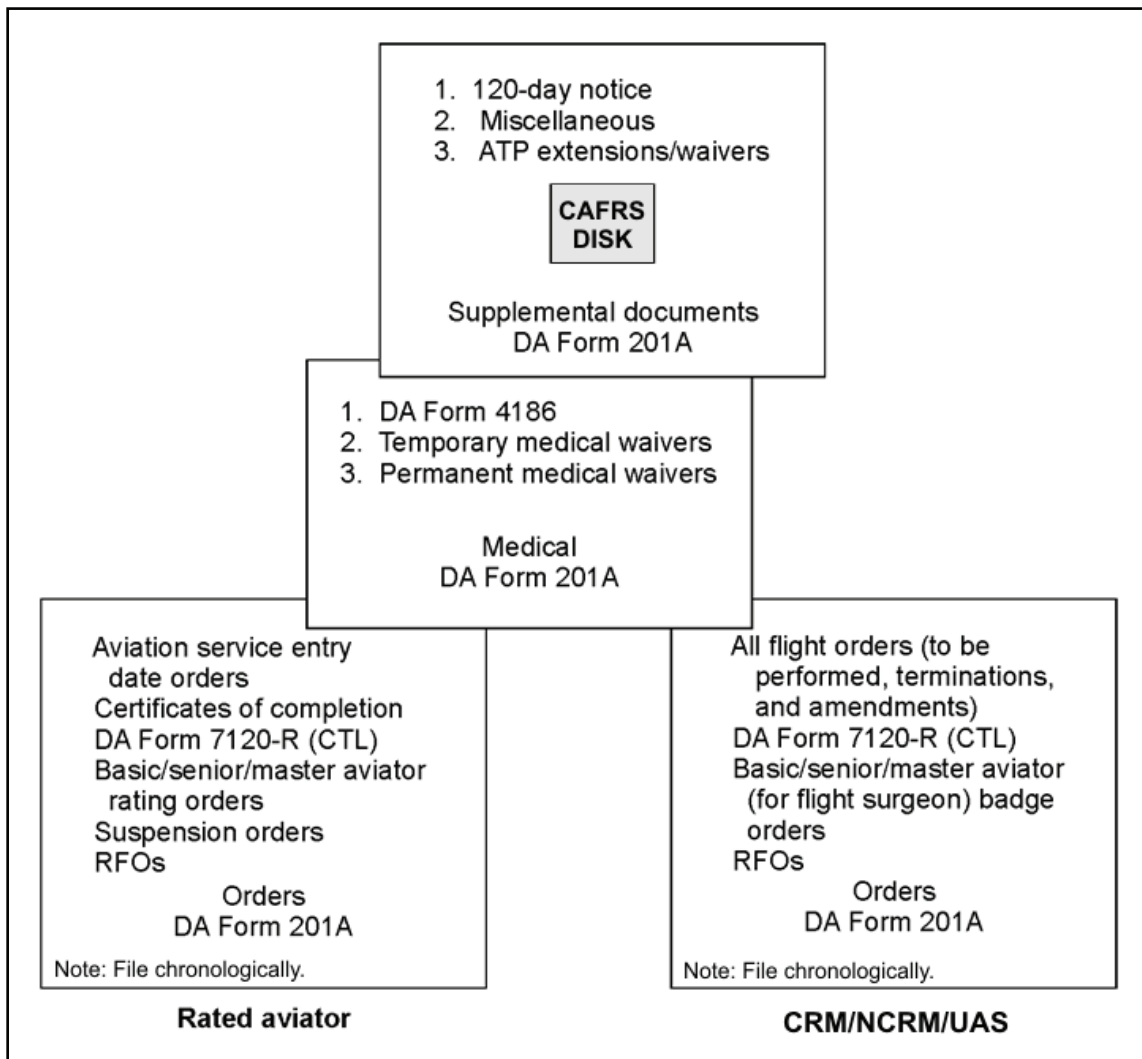 1. 120-day notice
2. Miscellaneous
3. ATP extensions/waivers
CAFRS
DISK
Supplemental documents
DA Form 201A
1. DA Form 4186
2. Temporary medical waivers
3. Permanent medical waivers
Medical
DA Form 201A
Aviation service entry
date orders
Certificates of completion
DA Form 7120-R (CTL)
Basic/senior/master aviator
rating orders
Suspension orders
RFOs
Orders
DA Form 201A
Note: File chronologically.
Rated aviator
All flight orders (to be
performed, terminations,
and amendments)
DA Form 7120-R (CTL)
Basic/senior/master aviator
(for flight surgeon) badge
orders
RFOs
Orders
DA Form 201A
Note: File chronologically.
CRM/NCRM/UAS